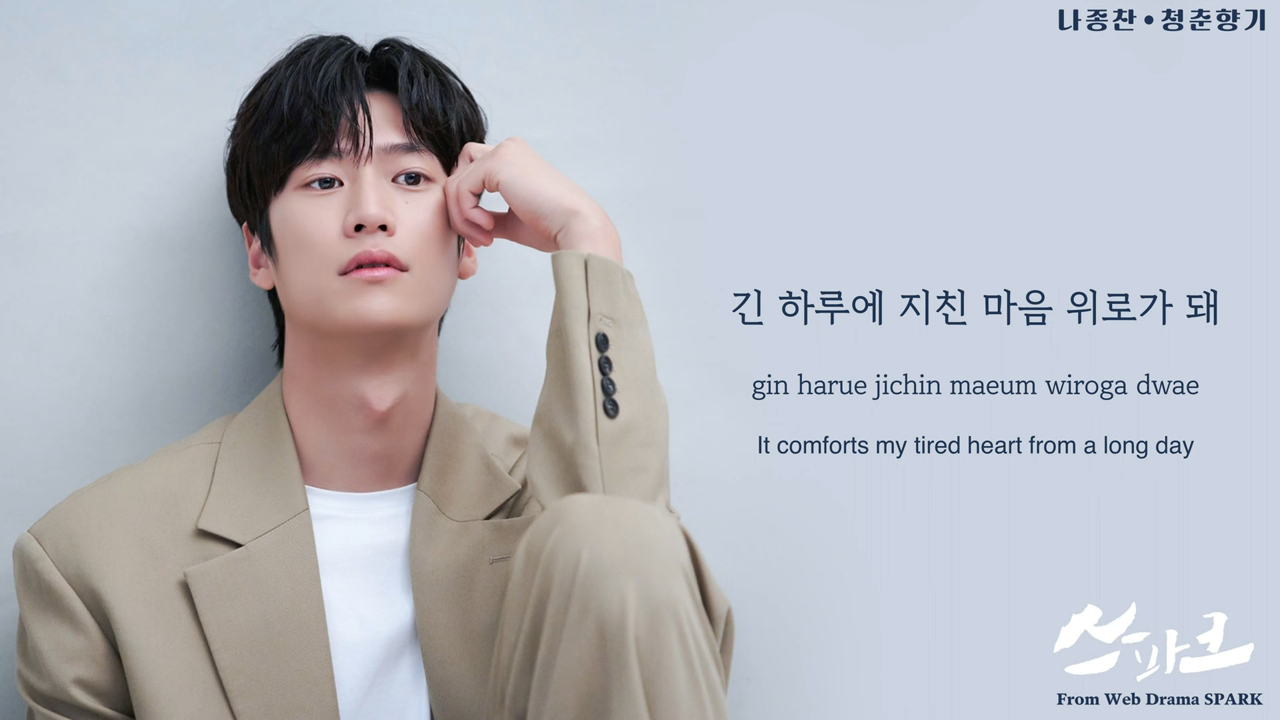 나종찬 • 청춘향기
긴 하루에 지친 마음 위로가 돼
gin harue jichin maeum wiroga dwae
It comforts my tired heart from a long day
스파크
From Web Drama SPARK